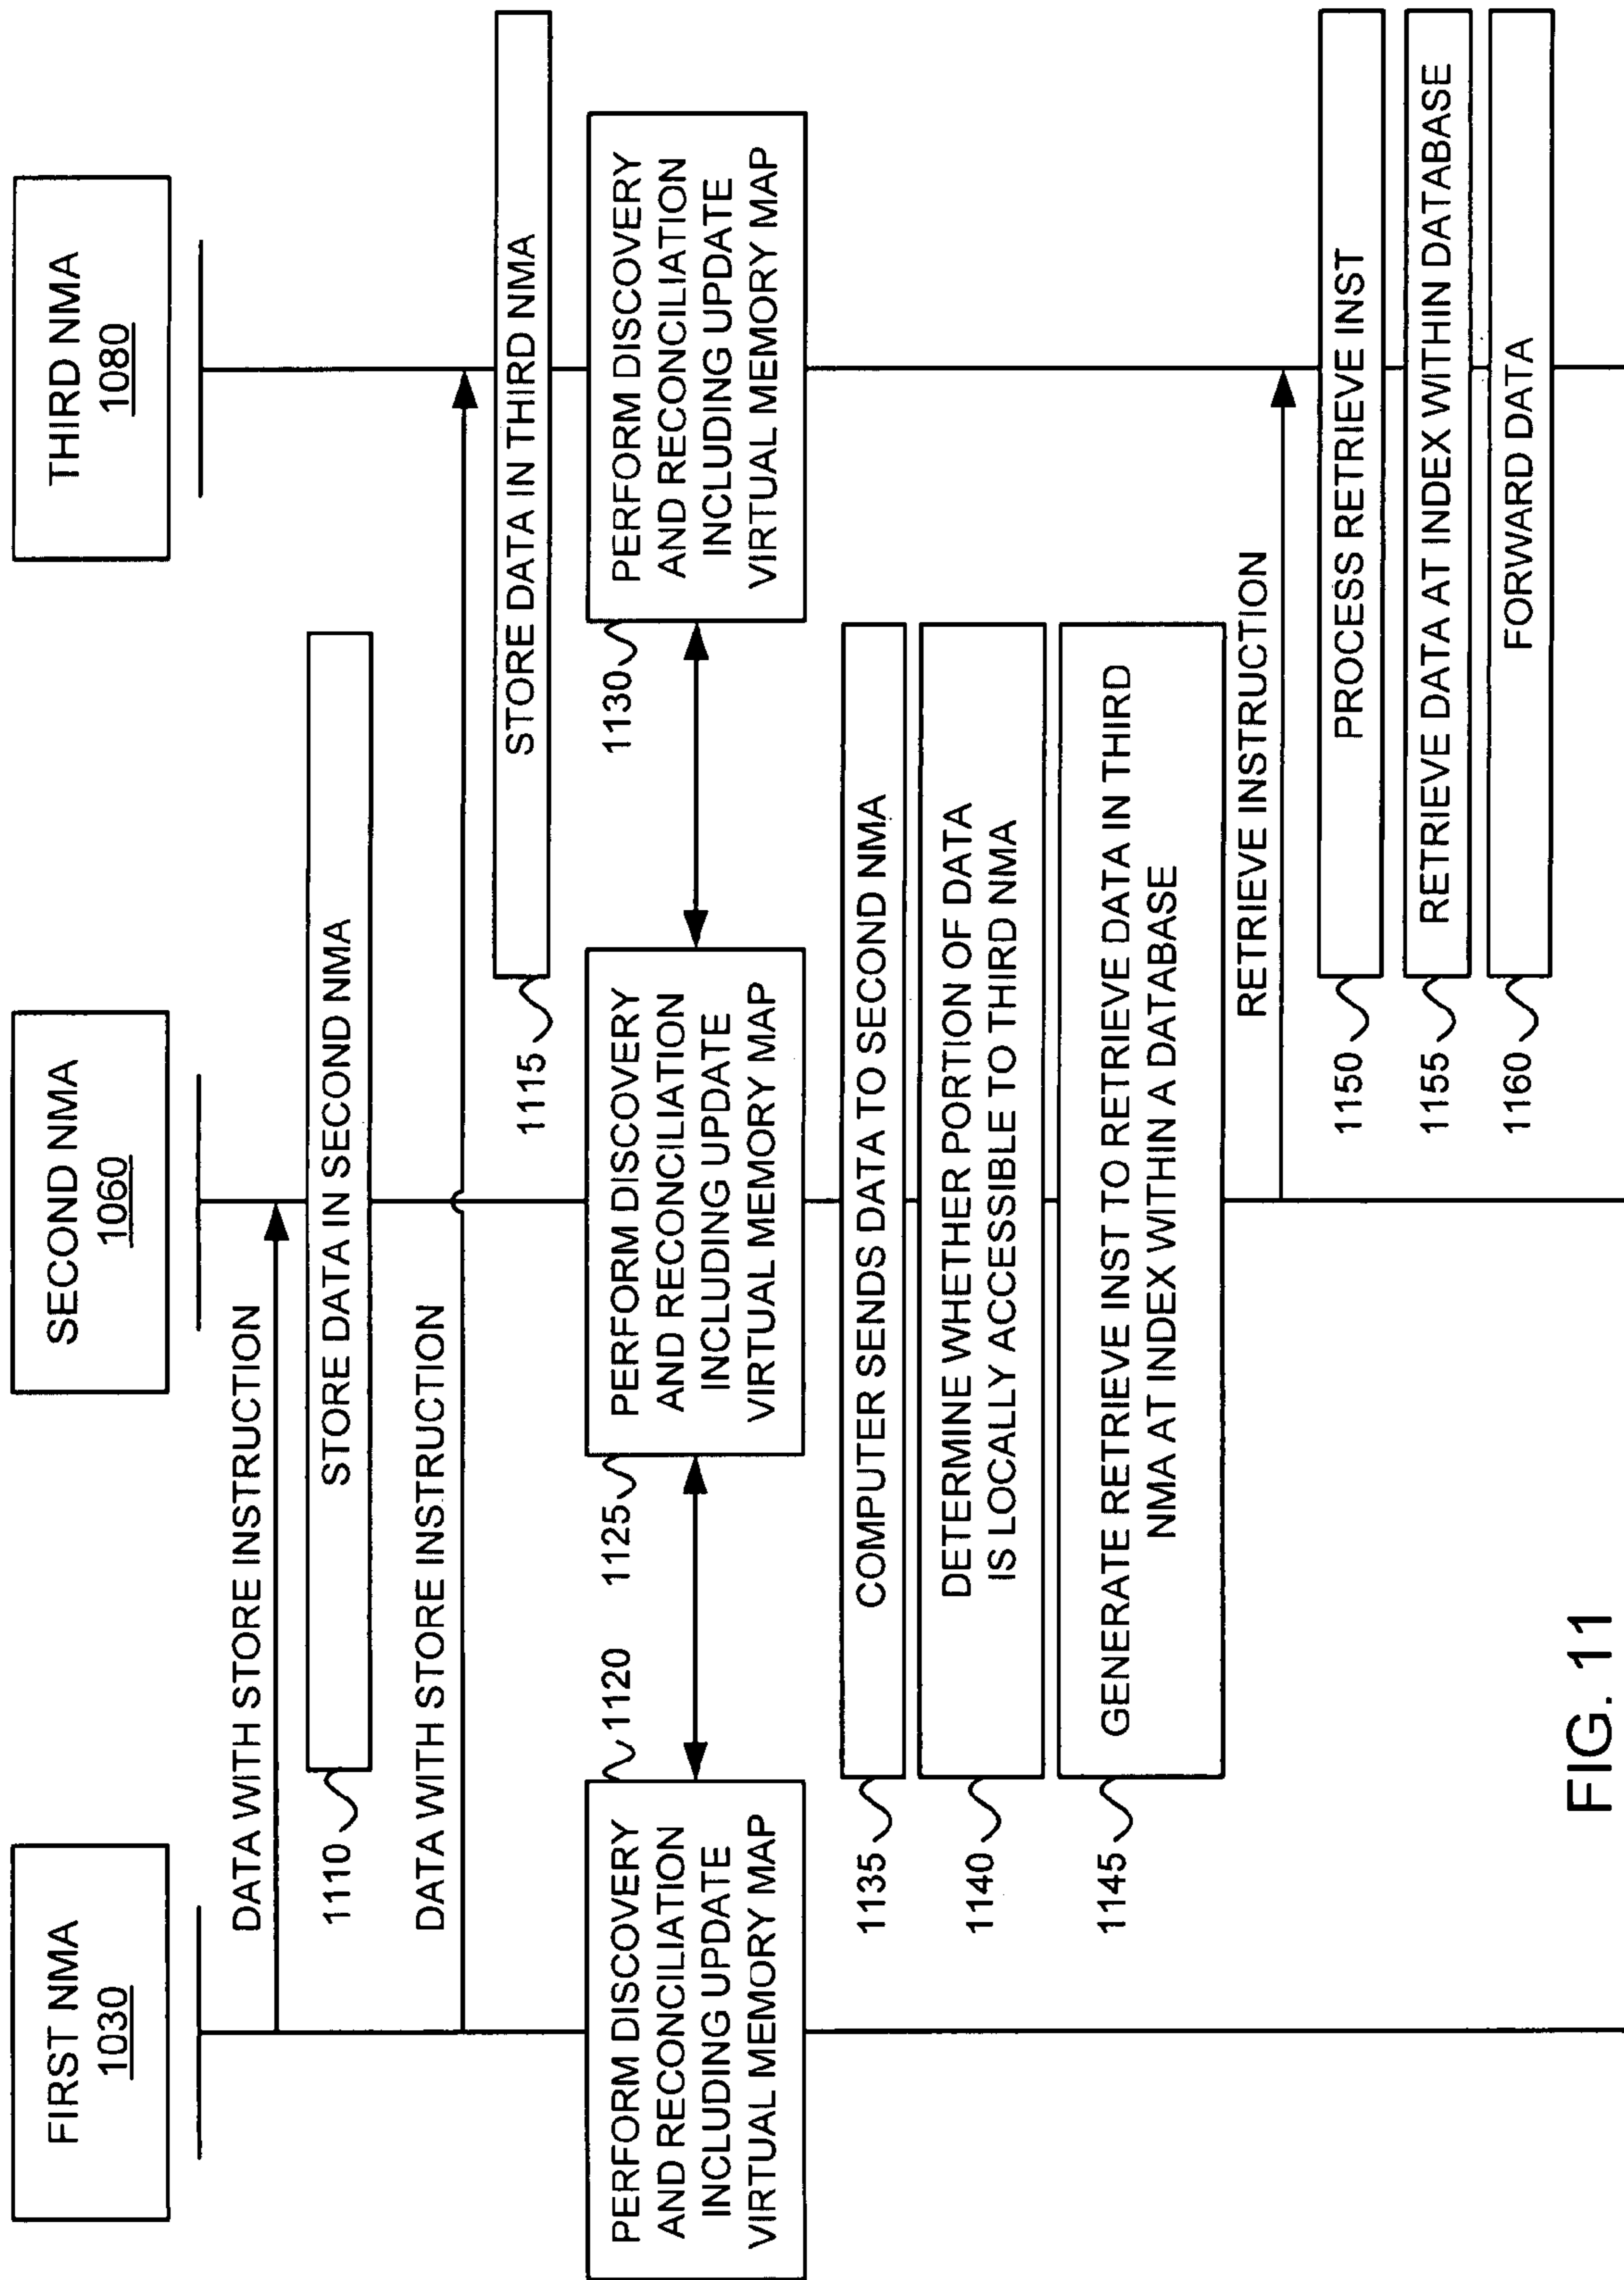 FIRST NMA
1030
SECOND NMA
1060
THIRD NMA
1080
DATA WITH STORE INSTRUCTION
1110
STORE DATA IN SECOND NMA
DATA WITH STORE INSTRUCTION
1115
STORE DATA IN THIRD NMA
PERFORM DISCOVERY
AND RECONCILIATION
INCLUDING UPDATE
VIRTUAL MEMORY MAP
1120
1125
PERFORM DISCOVERY
AND RECONCILIATION
INCLUDING UPDATE
VIRTUAL MEMORY MAP
1130
PERFORM DISCOVERY
AND RECONCILIATION
INCLUDING UPDATE
VIRTUAL MEMORY MAP
1135
COMPUTER SENDS DATA TO SECOND NMA
1140
DETERMINE WHETHER PORTION OF DATA
IS LOCALLY ACCESSIBLE TO THIRD NMA
1145
GENERATE RETRIEVE INST TO RETRIEVE DATA IN THIRD
NMA AT INDEX WITHIN A DATABASE
RETRIEVE INSTRUCTION
1150
PROCESS RETRIEVE INST
1155
RETRIEVE DATA AT INDEX WITHIN DATABASE
1160
FORWARD DATA
FIG. 11